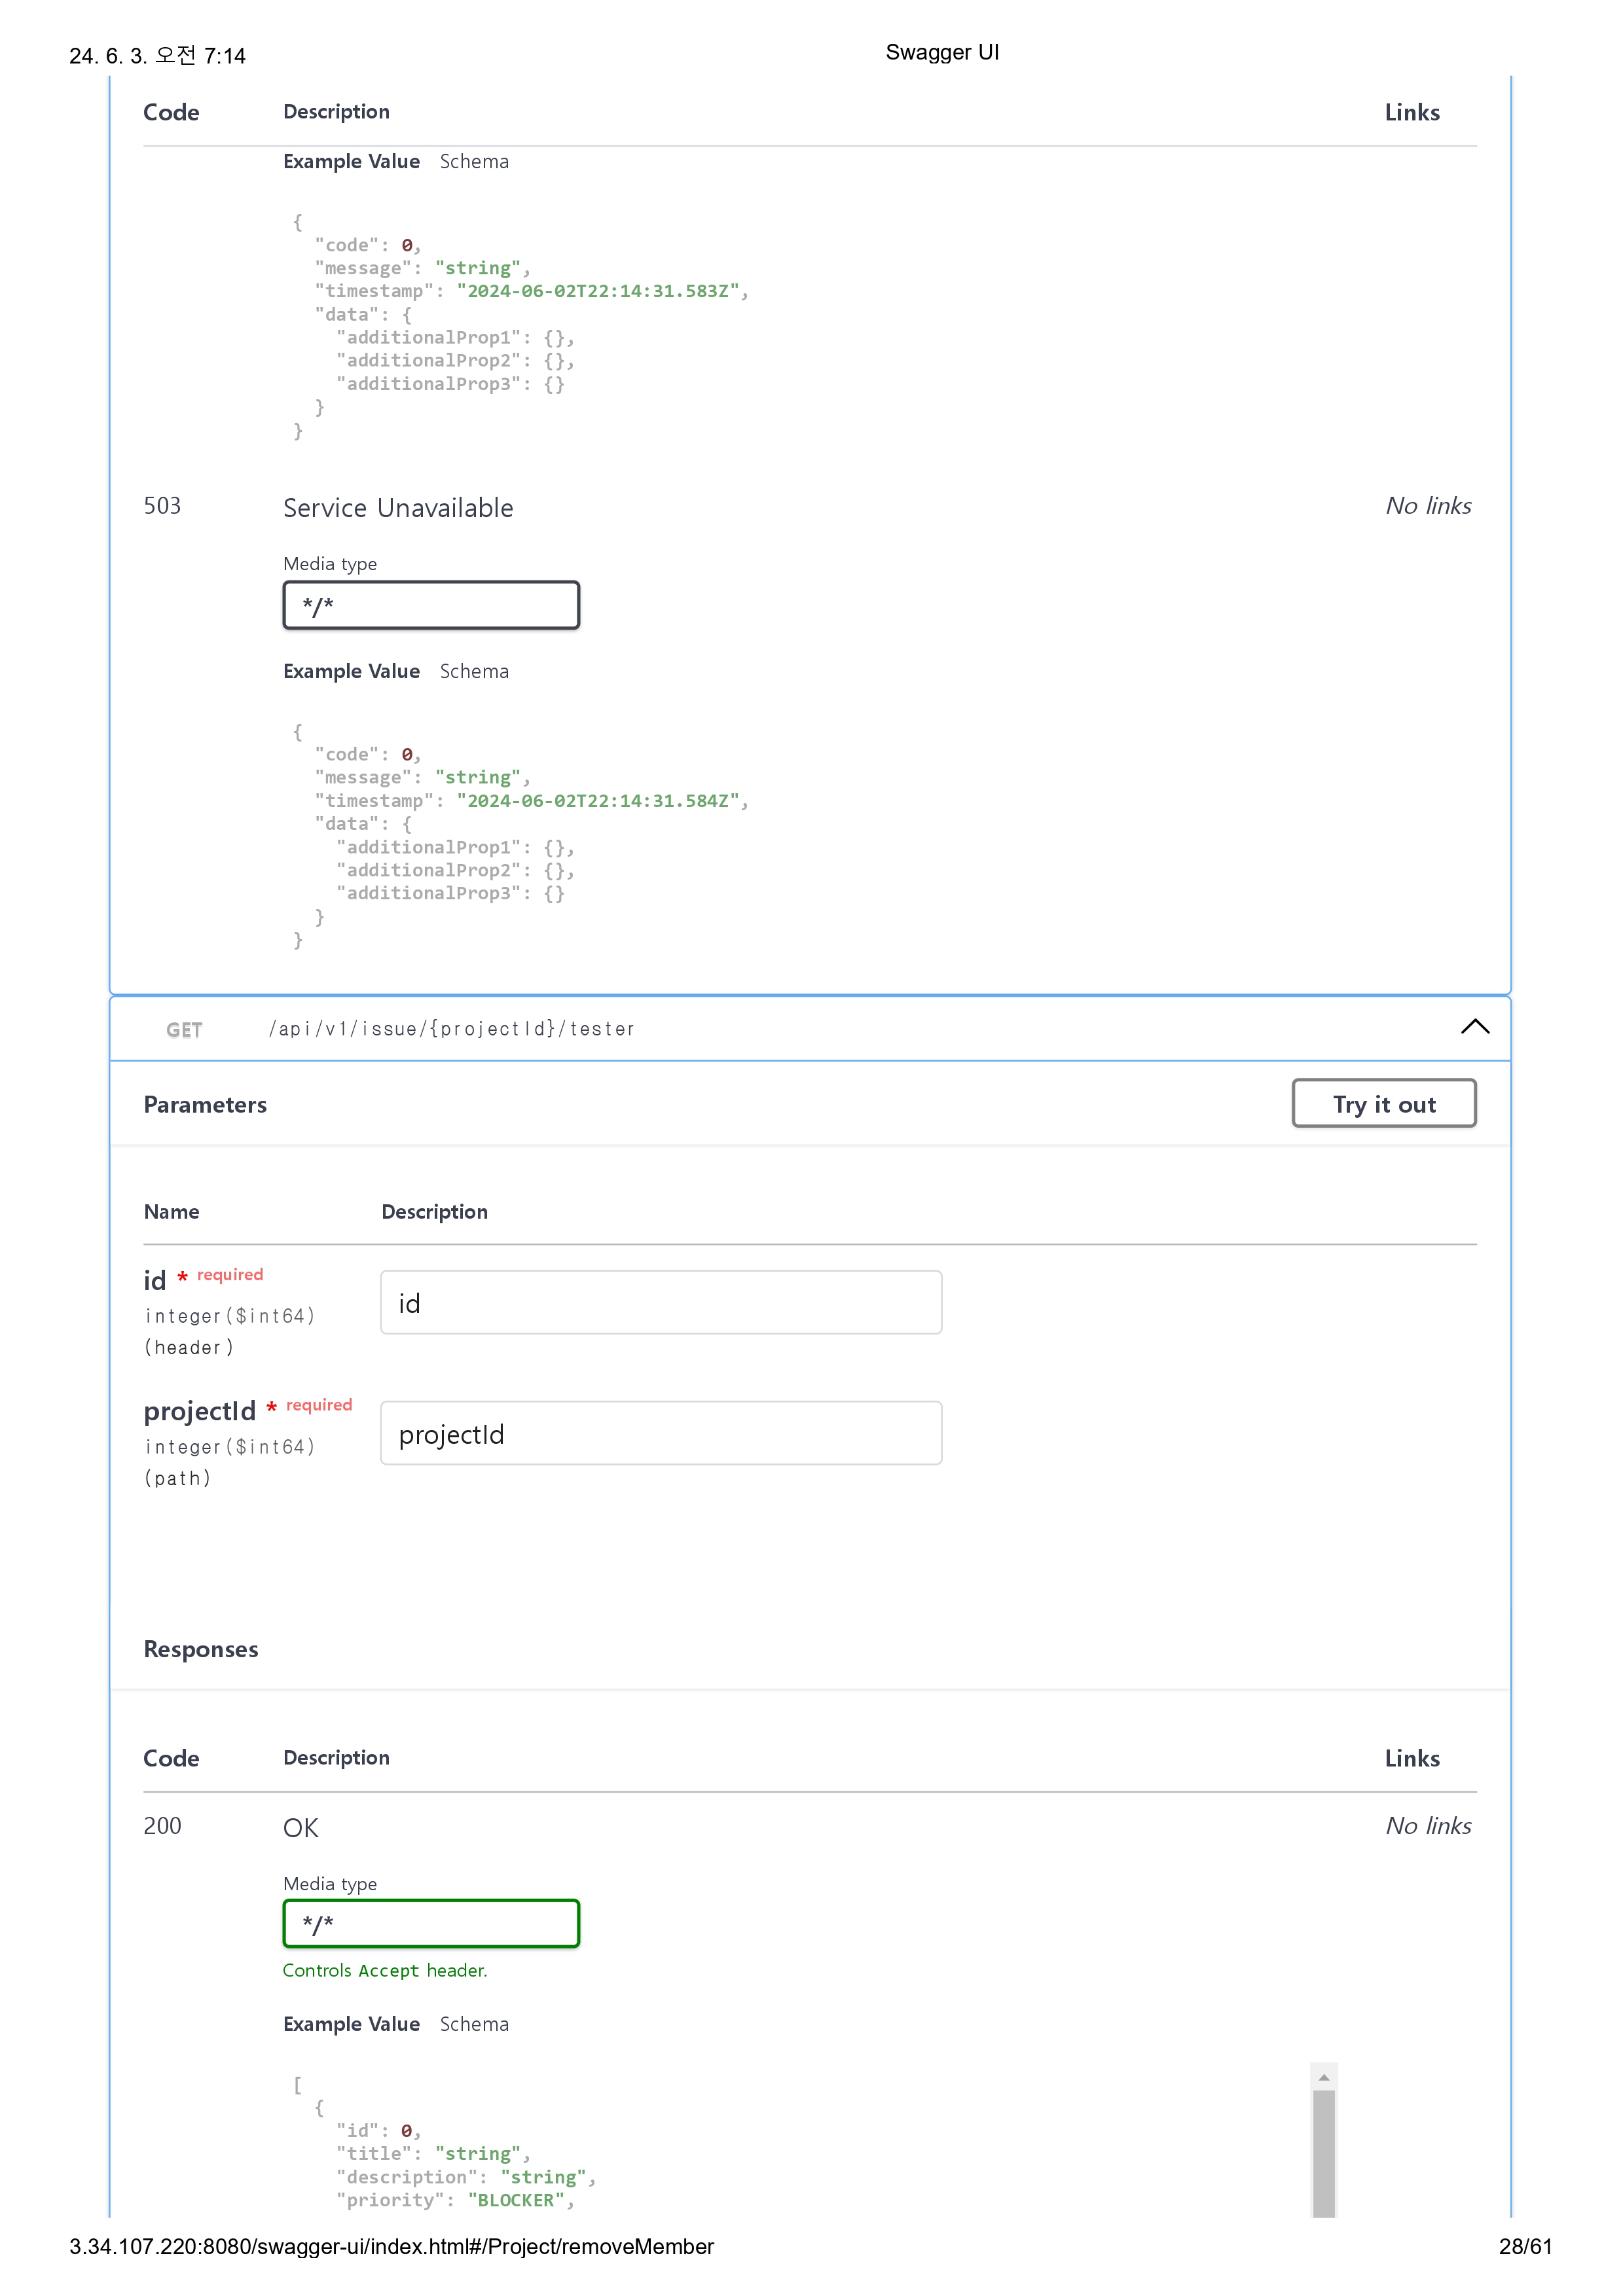 24. 6. 3. 오전 7:14 Swagger UI
Code Description Links
Example Value Schema
{
"code": 0,
"message": "string",
"timestamp": "2024-06-02T22:14:31.583Z",
"data": {
"additionalProp1": {},
"additionalProp2": {},
"additionalProp3": {}
}
}
503 Service Unavailable No links
Media type
*/*
Example Value Schema
{
"code": 0,
"message": "string",
"timestamp": "2024-06-02T22:14:31.584Z",
"data": {
"additionalProp1": {},
"additionalProp2": {},
"additionalProp3": {}
}
}
GET /api/v1/issue/{projectId}/tester
Parameters Try it out
Name Description
id * required
id
integer($int64)
(header)
projectId * required
projectId
integer($int64)
(path)
Responses
Code Description Links
200 OK No links
Media type
*/*
Controls Accept header.
Example Value Schema
[
{
"id": 0,
"title": "string",
"description": "string",
"priority": "BLOCKER",
3.34.107.220:8080/swagger-ui/index.html#/Project/removeMember 28/61